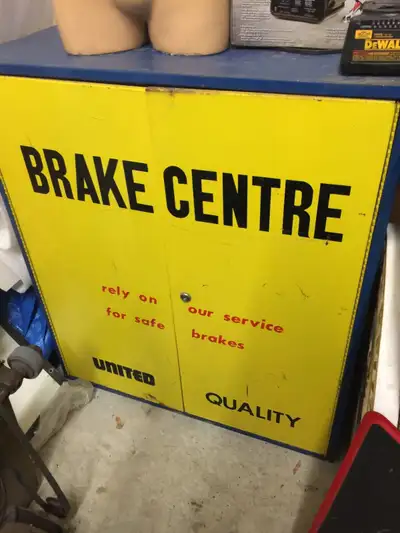 DEWALT
BRAKE CENTRE
rely on our service
for safe brakes
UNITED QUALITY